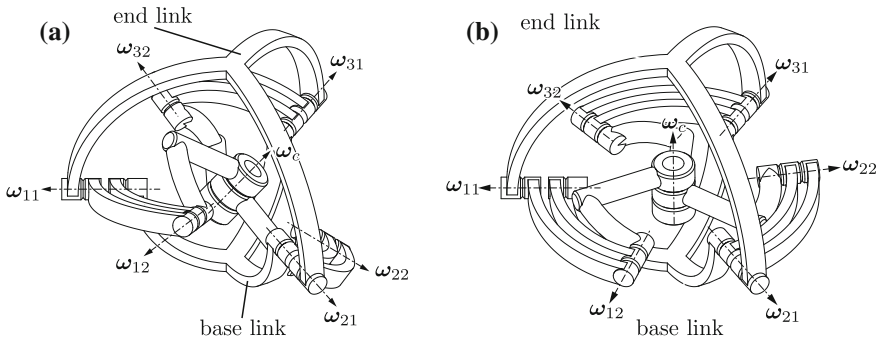 (a)
end link
ω32
ω31
ωc
ω11
ω12
ω22
ω21
base link
(b)
end link
ω32
ω31
ωc
ω22
ω11
ω12
ω21
base link